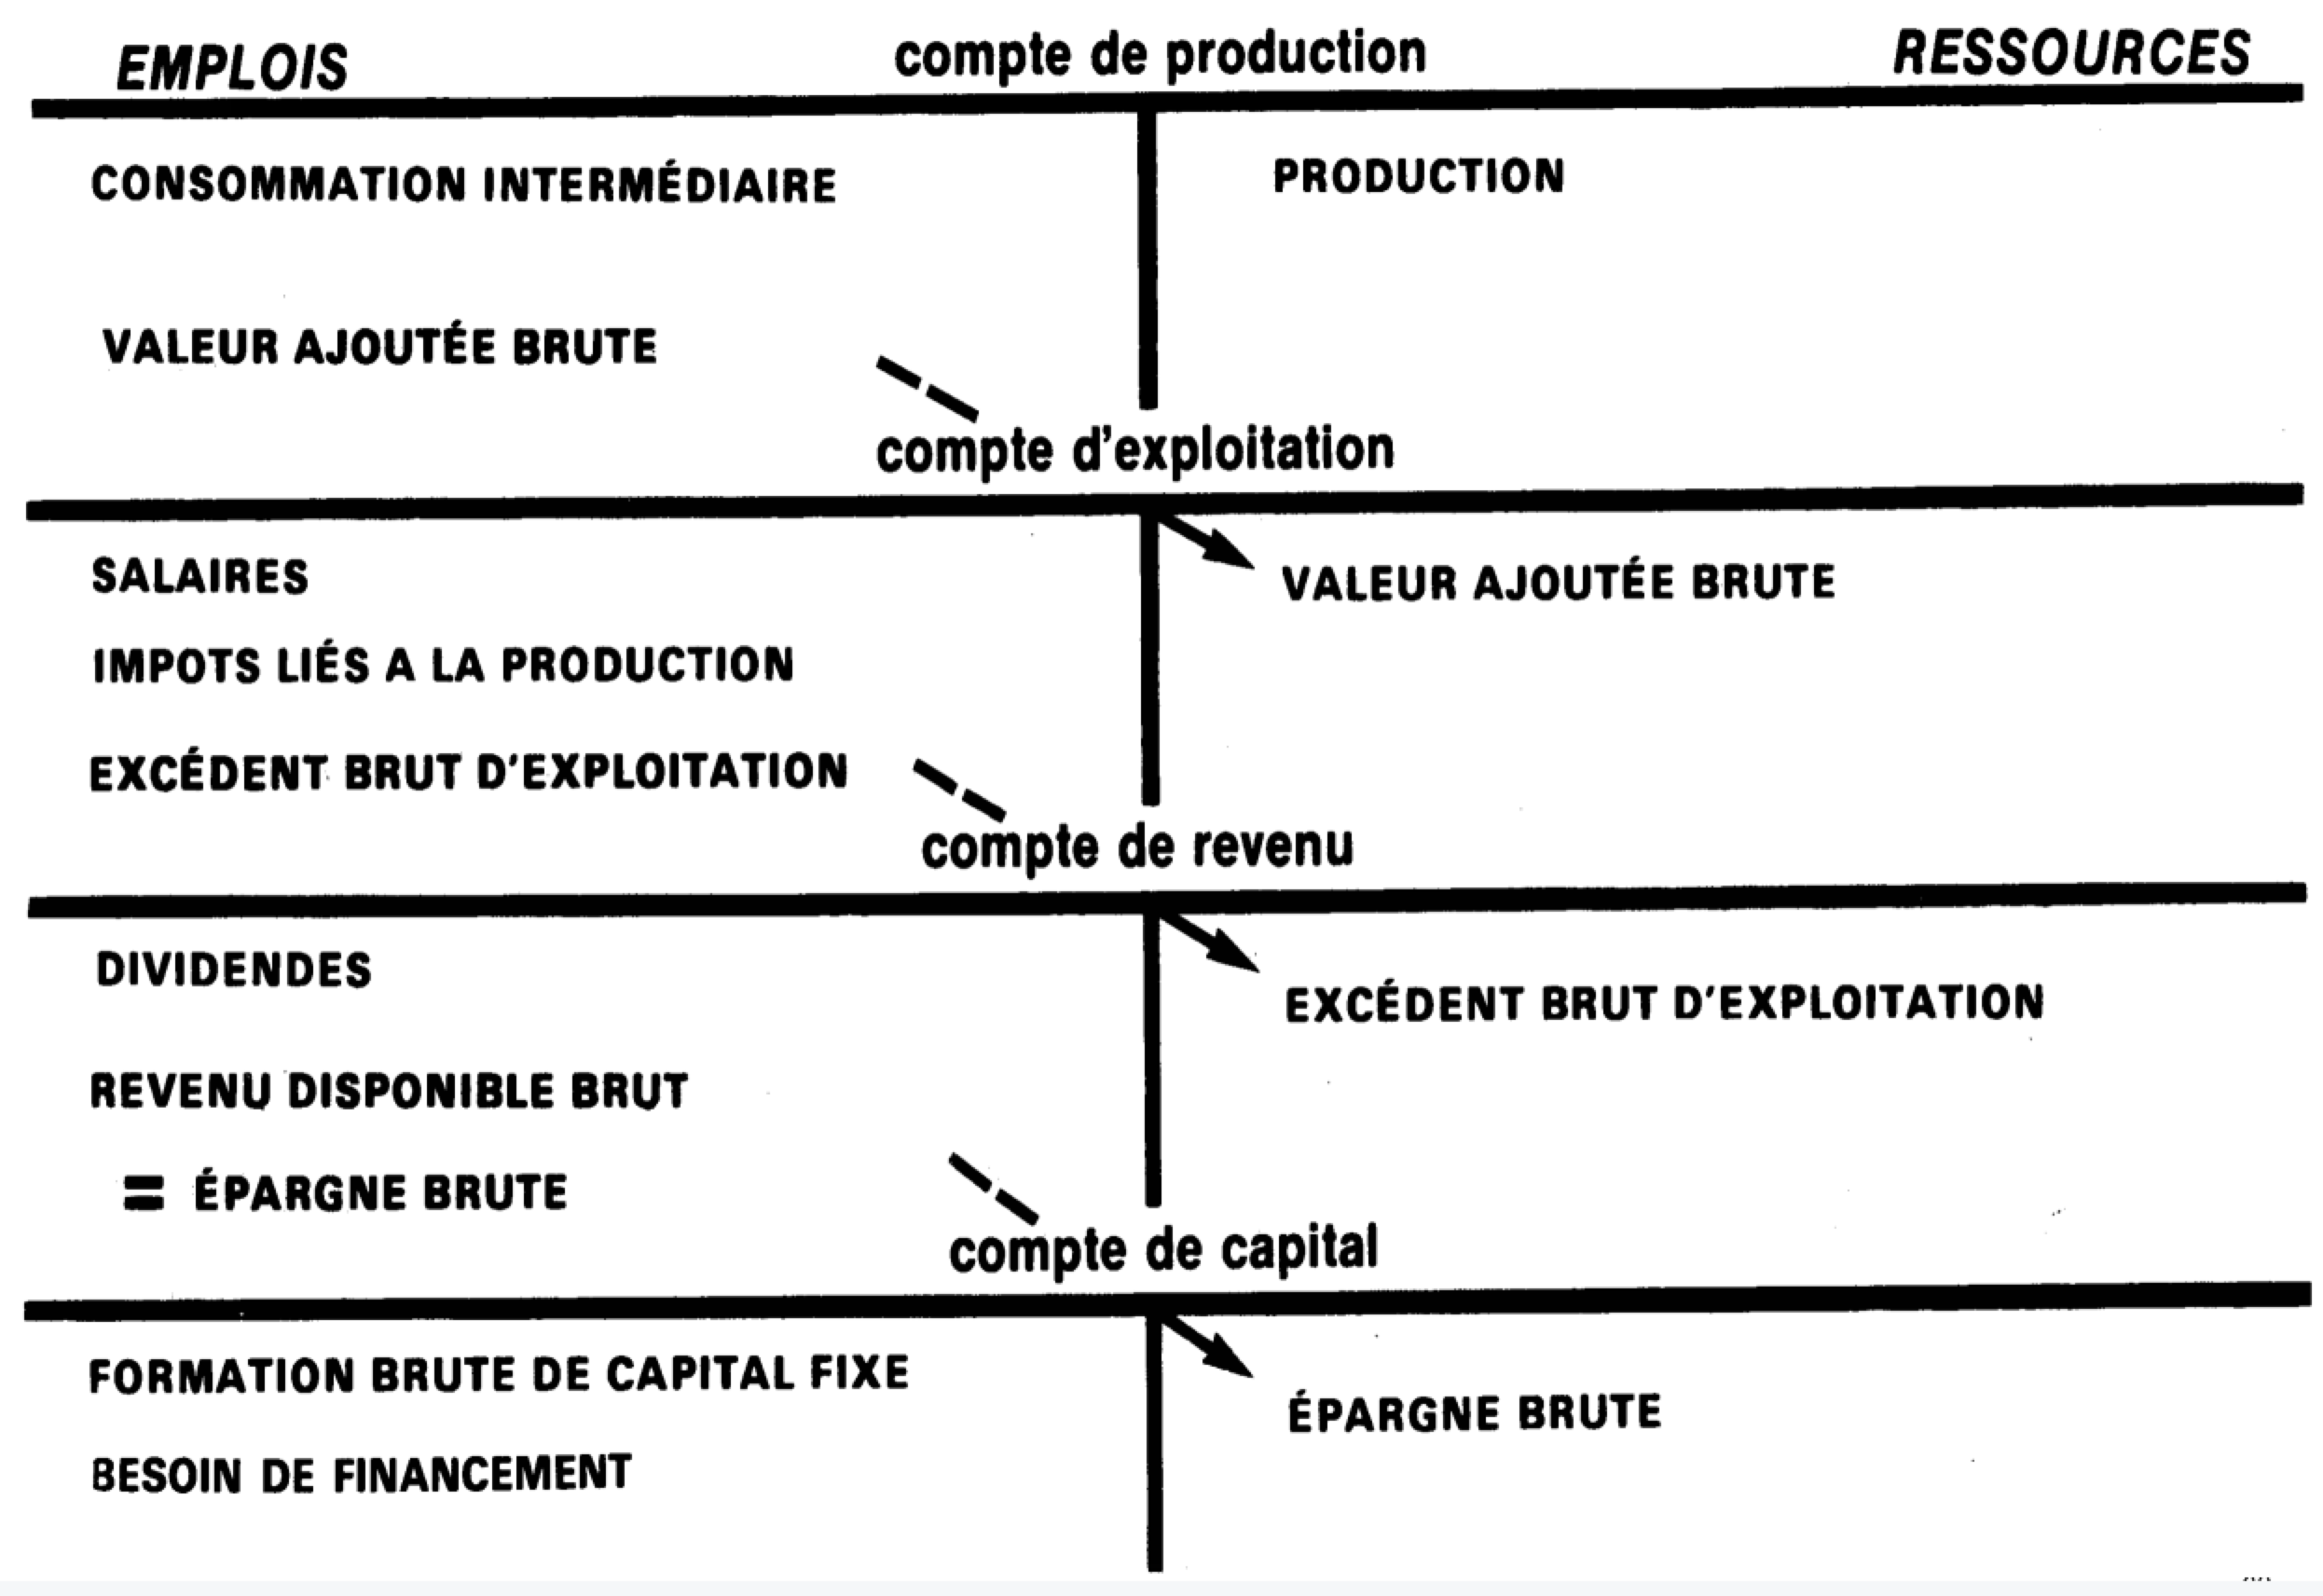 EMPLOIS compte de production RESSOURCES
CONSOMMATION INTERMÉDIAIRE PRODUCTION
VALEUR AJOUTÉE BRUTE
compte d'exploitation
SALAIRES
VALEUR AJOUTÉE BRUTE
IMPOTS LIÉS A LA PRODUCTION
EXCÉDENT BRUT D'EXPLOITATION
compte de revenu
DIVIDENDES
EXCÉDENT BRUT D'EXPLOITATION
REVENU DISPONIBLE BRUT
= ÉPARGNE BRUTE
compte de capital
FORMATION BRUTE DE CAPITAL FIXE
ÉPARGNE BRUTE
BESOIN DE FINANCEMENT